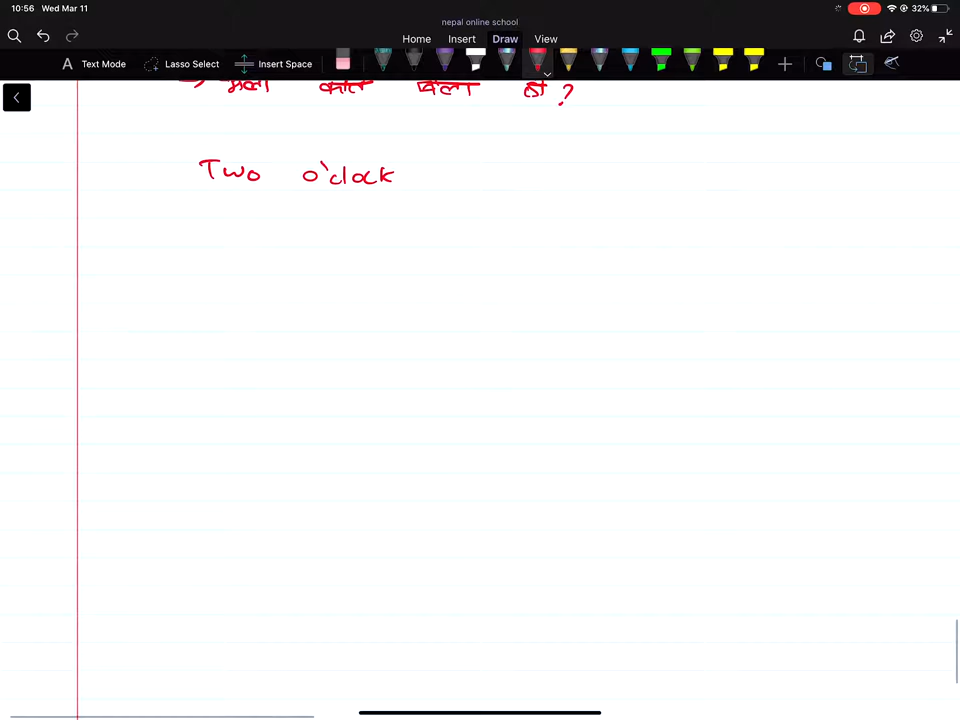 10:56 Wed Mar 11
32%
nepal online school
Home Insert Draw View
Text Mode Lasso Select Insert Space
?
Two o'clock